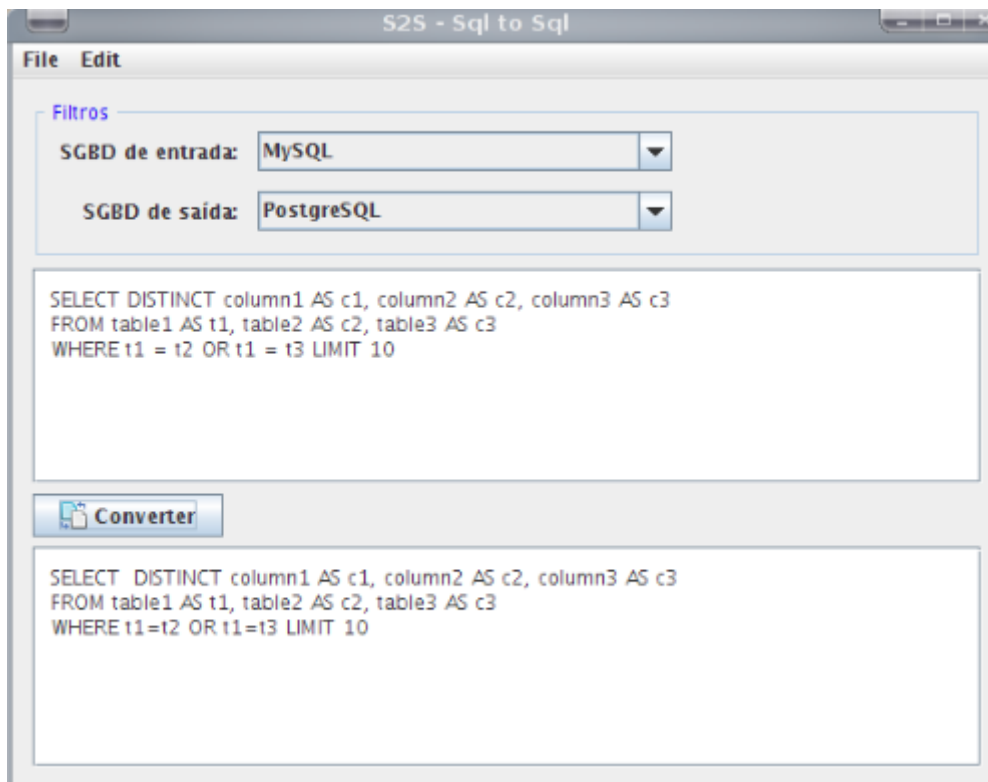 S2S - Sql to Sql
File Edit
Filtros
SGBD de entrada: MySQL
SGBD de saída: PostgreSQL
SELECT DISTINCT column1 AS c1, column2 AS c2, column3 AS c3
FROM table1 AS t1, table2 AS c2, table3 AS c3
WHERE t1 = t2 OR t1 = t3 LIMIT 10
Converter
SELECT  DISTINCT column1 AS c1, column2 AS c2, column3 AS c3
FROM table1 AS t1, table2 AS c2, table3 AS c3
WHERE t1=t2 OR t1=t3 LIMIT 10